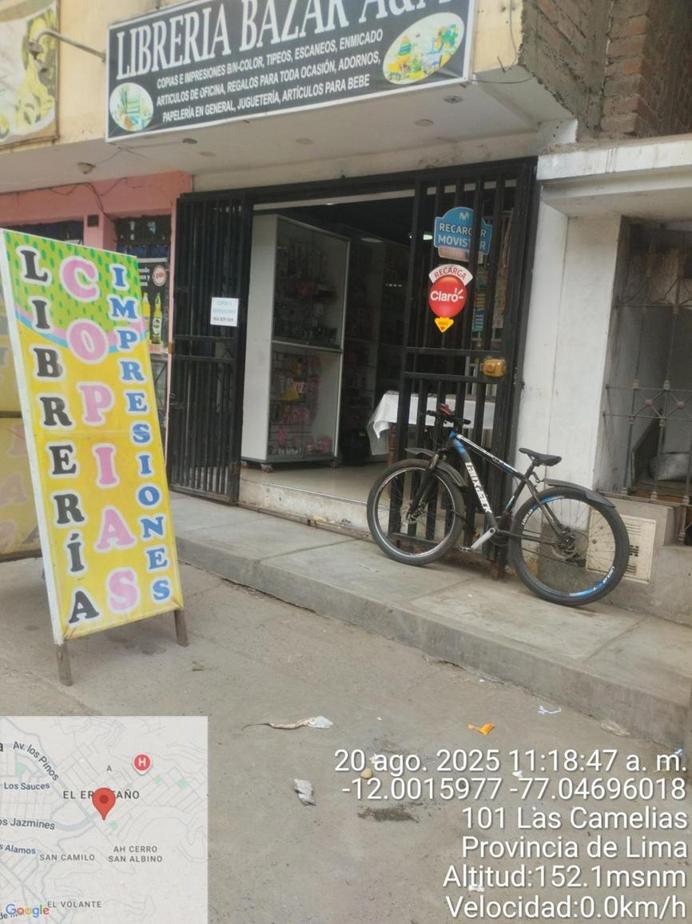 LIBRERIA BAZAR A&A
COPIAS E IMPRESIONES B/N-COLOR, TIPEOS, ESCANEOS, ENMICADO
ARTICULOS DE OFICINA, REGALOS PARA TODA OCASIÓN, ADORNOS,
PAPELERÍA EN GENERAL, JUGUETERÍA, ARTÍCULOS PARA BEBE
RECARGAR
MOVISTAR
RECARGA
Claro
LIBRERÍA
COPIAS
IMPRESIONES
Av. los Pinos
Los Sauces
EL ERMITAÑO
A
H
Jazmines
Alamos
SAN CAMILO
AH CERRO
SAN ALBINO
EL VOLANTE
Google
20 ago. 2025 11:18:47 a. m.
-12.0015977 -77.04696018
101 Las Camelias
Provincia de Lima
Altitud:152.1msnm
Velocidad:0.0km/h